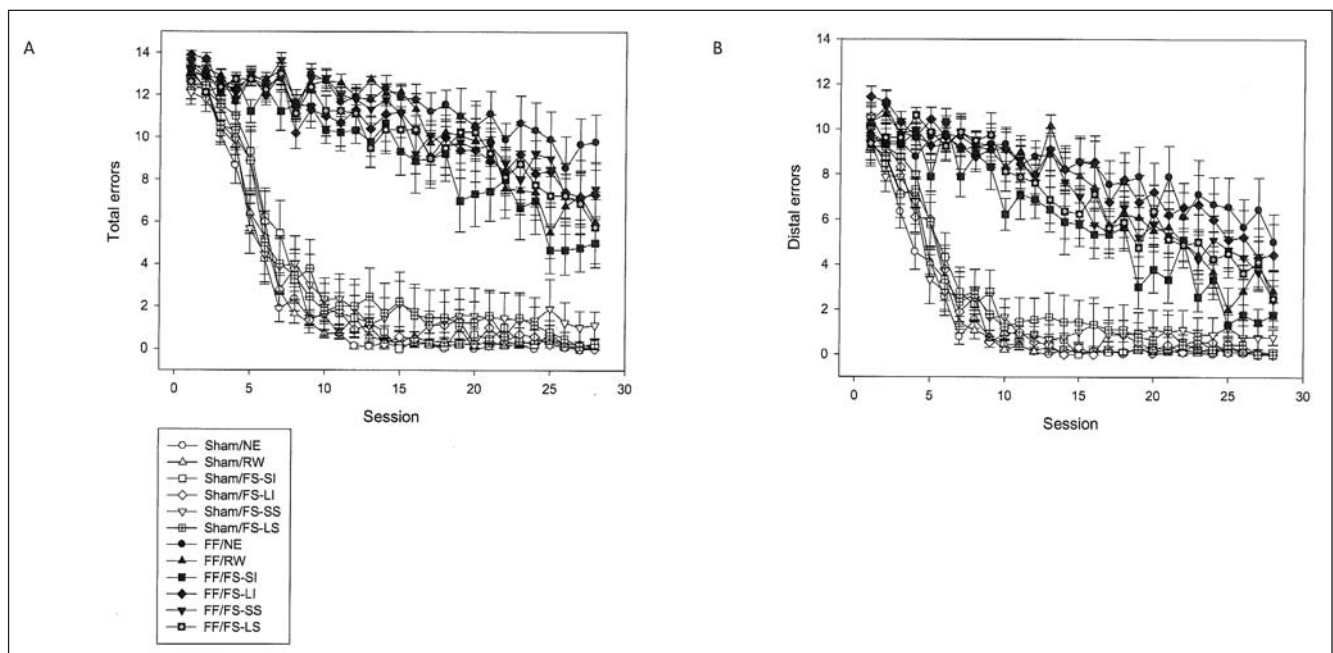 A
14
12
10
8
6
4
2
0
Total errors
0 5 10 15 20 25 30
Session
Sham/NE
Sham/RW
Sham/FS-SI
Sham/FS-LI
Sham/FS-SS
Sham/FS-LS
FF/NE
FF/RW
FF/FS-SI
FF/FS-LI
FF/FS-SS
FF/FS-LS
B
14
12
10
8
6
4
2
0
Distal errors
0 5 10 15 20 25 30
Session